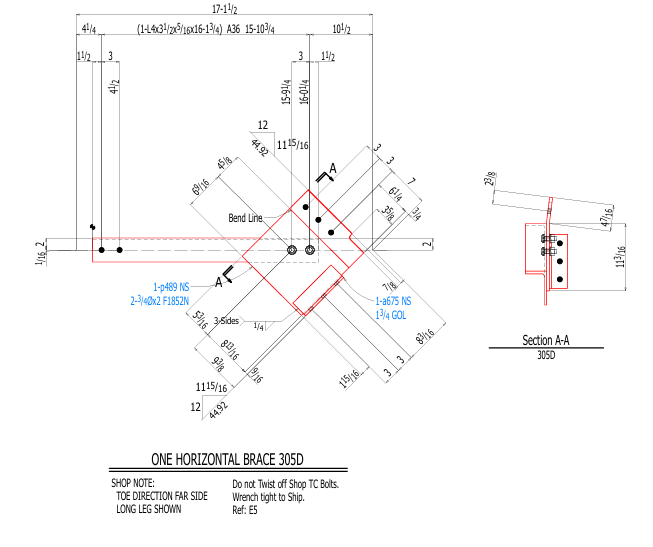 17-1 1/2
4 1/4
(1-L4x3 1/2x5/16x16-1 3/4) A36 15-10 3/4
10 1/2
1 1/2
3
3
1 1/2
4 1/2
15-9 1/4
16-0 1/4
12
11 15/16
44.92
4 5/8
6 9/16
3
3
7
A
6 1/4
3 5/8
3/4
Bend Line
2
1/16
2
A
1-p489 NS
2-3/4Øx2 F1852N
7/8
1-a675 NS
1 3/4 GOL
5 3/16
3-Sides
1/4
8 13/16
9 3/8
9/16
8 3/16
3
3
1 15/16
11 15/16
12
44.92
2 3/8
4 7/16
11 3/16
Section A-A
305D
ONE HORIZONTAL BRACE 305D
SHOP NOTE:
TOE DIRECTION FAR SIDE
LONG LEG SHOWN
Do not Twist off Shop TC Bolts.
Wrench tight to Ship.
Ref: E5